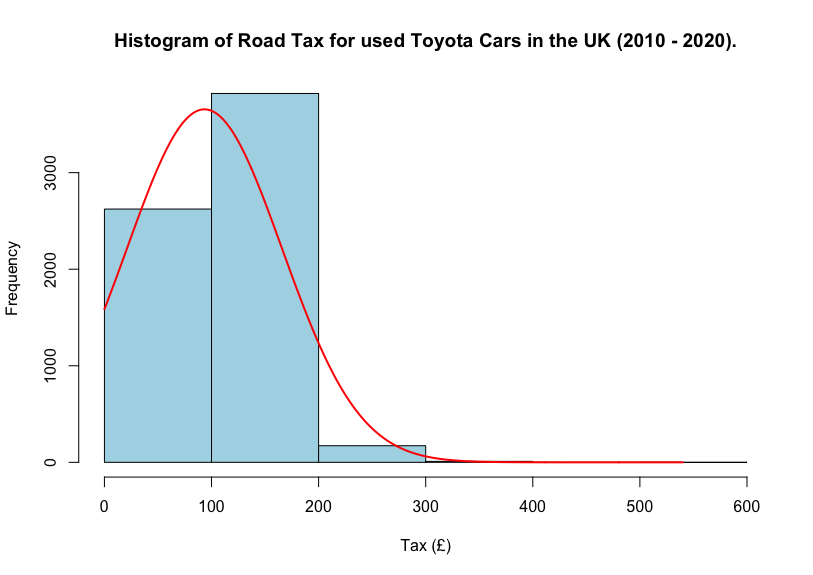 Histogram of Road Tax for used Toyota Cars in the UK (2010 - 2020).
3000
2000
1000
0
Frequency
0 100 200 300 400 500 600
Tax (£)